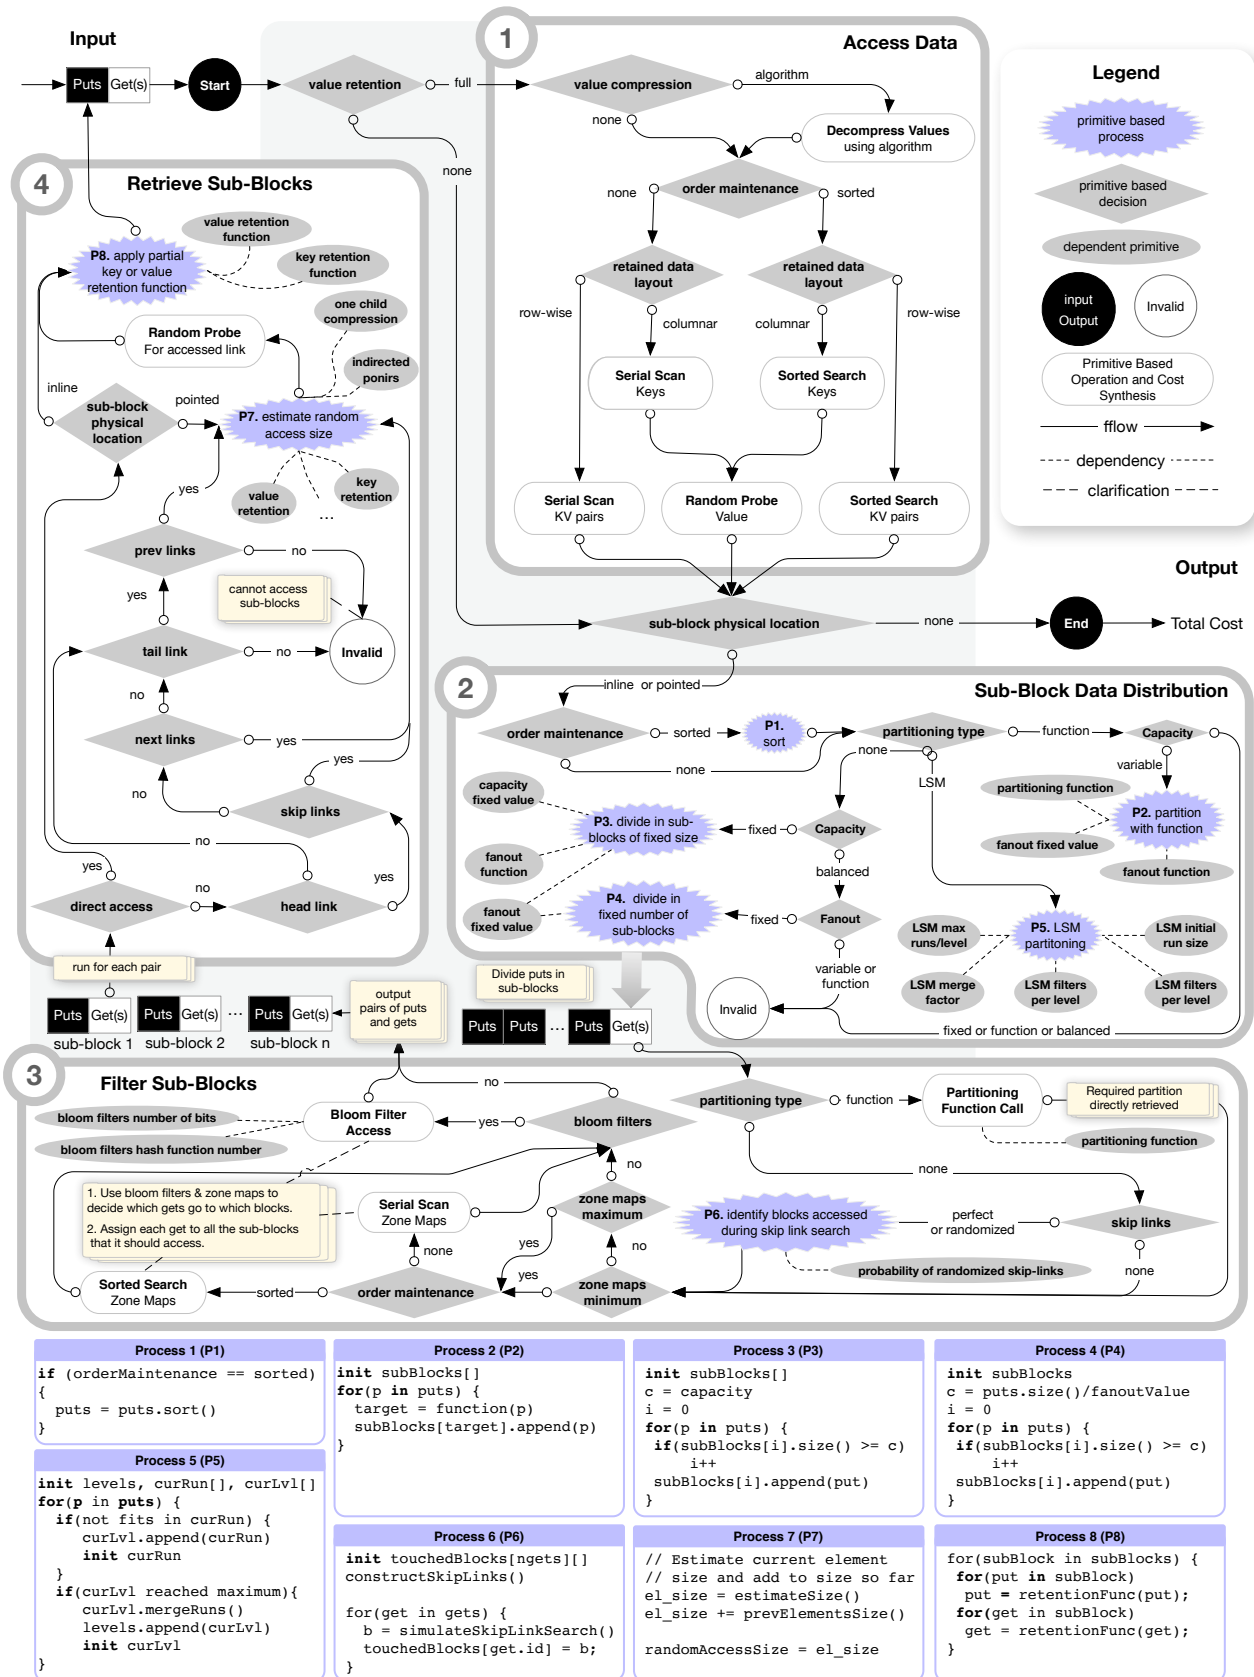 Input
Puts Get(s)
Start
value retention
full
none
1
Access Data
value compression
algorithm
none
Decompress Values
using algorithm
order maintenance
none
sorted
retained data
layout
retained data
layout
row-wise
columnar
columnar
row-wise
Serial Scan
Keys
Sorted Search
Keys
Serial Scan
KV pairs
Random Probe
Value
Sorted Search
KV pairs
Legend
primitive based
process
primitive based
decision
dependent primitive
input
Output
Invalid
Primitive Based
Operation and Cost
Synthesis
fflow
dependency
clarification
4
Retrieve Sub-Blocks
value retention
function
P8. apply partial
key or value
retention function
key retention
function
one child
compression
Random Probe
For accessed link
indirected
ponirs
inline
sub-block
physical
location
pointed
P7. estimate random
access size
yes
value
retention
key
retention
...
prev links
no
cannot access
sub-blocks
yes
tail link
no
Invalid
no
next links
yes
yes
no
skip links
no
yes
yes
no
direct access
head link
run for each pair
sub-block physical location
none
Output
End
Total Cost
inline or pointed
2
Sub-Block Data Distribution
order maintenance
sorted
P1.
sort
none
partitioning type
function
Capacity
none
LSM
variable
capacity
fixed value
partitioning function
P2. partition
with function
P3. divide in sub-
blocks of fixed size
fixed
Capacity
fanout fixed value
fanout
function
balanced
fanout function
P4. divide
in fixed number of
sub-blocks
fanout
fixed value
fixed
Fanout
LSM max
runs/level
P5. LSM
partitoning
LSM initial
run size
variable or
function
LSM merge
factor
LSM filters
per level
LSM filters
per level
Invalid
fixed or function or balanced
Divide puts in
sub-blocks
output
pairs of puts
and gets
Puts Get(s) Puts Get(s) ... Puts Get(s)
sub-block 1 sub-block 2 sub-block n
Puts Puts ... Puts Get(s)
3
Filter Sub-Blocks
no
bloom filters number of bits
Bloom Filter
Access
yes
bloom filters
bloom filters hash function number
partitioning type
function
Partitioning
Function Call
Required partition
directly retrieved
partitioning function
none
no
1. Use bloom filters & zone maps to
decide which gets go to which blocks.
2. Assign each get to all the sub-blocks
that it should access.
Serial Scan
Zone Maps
zone maps
maximum
P6. identify blocks accessed
during skip link search
perfect
or randomized
skip links
yes
no
none
none
Sorted Search
Zone Maps
sorted
order maintenance
yes
zone maps
minimum
probability of randomized skip-links
Process 1 (P1)
if (orderMaintenance == sorted)
{
puts = puts.sort()
}
Process 2 (P2)
init subBlocks[]
for(p in puts) {
target = function(p)
subBlocks[target].append(p)
}
Process 3 (P3)
init subBlocks[]
c = capacity
i = 0
for(p in puts) {
if(subBlocks[i].size() >= c)
i++
subBlocks[i].append(put)
}
Process 4 (P4)
init subBlocks
c = puts.size()/fanoutValue
i = 0
for(p in puts) {
if(subBlocks[i].size() >= c)
i++
subBlocks[i].append(put)
}
Process 5 (P5)
init levels, curRun[], curLvl[]
for(p in puts) {
if(not fits in curRun) {
curLvl.append(curRun)
init curRun
}
if(curLvl reached maximum){
curLvl.mergeRuns()
levels.append(curLvl)
init curLvl
}
Process 6 (P6)
init touchedBlocks[ngets][]
constructSkipLinks()
for(get in gets) {
b = simulateSkipLinkSearch()
touchedBlocks[get.id] = b;
}
Process 7 (P7)
// Estimate current element
// size and add to size so far
el_size = estimateSize()
el_size += prevElementsSize()
randomAccessSize = el_size
Process 8 (P8)
for(subBlock in subBlocks) {
for(put in subBlock)
put = retentionFunc(put);
for(get in subBlock)
get = retentionFunc(get);
}